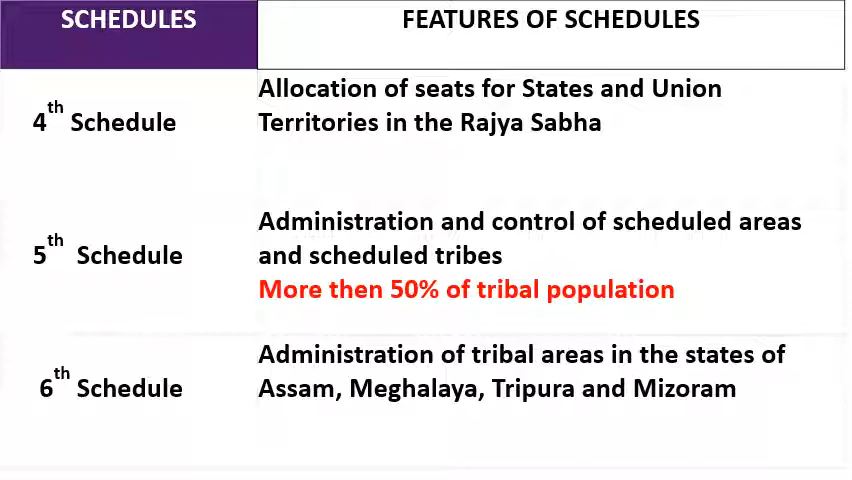 SCHEDULES
FEATURES OF SCHEDULES
4th Schedule
Allocation of seats for States and Union
Territories in the Rajya Sabha
5th Schedule
Administration and control of scheduled areas
and scheduled tribes
More then 50% of tribal population
6th Schedule
Administration of tribal areas in the states of
Assam, Meghalaya, Tripura and Mizoram